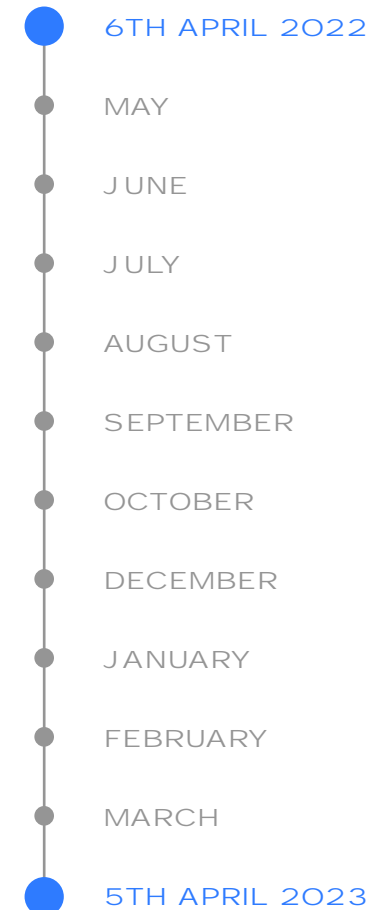 6TH APRIL 2022
MAY
JUNE
JULY
AUGUST
SEPTEMBER
OCTOBER
DECEMBER
JANUARY
FEBRUARY
MARCH
5TH APRIL 2023